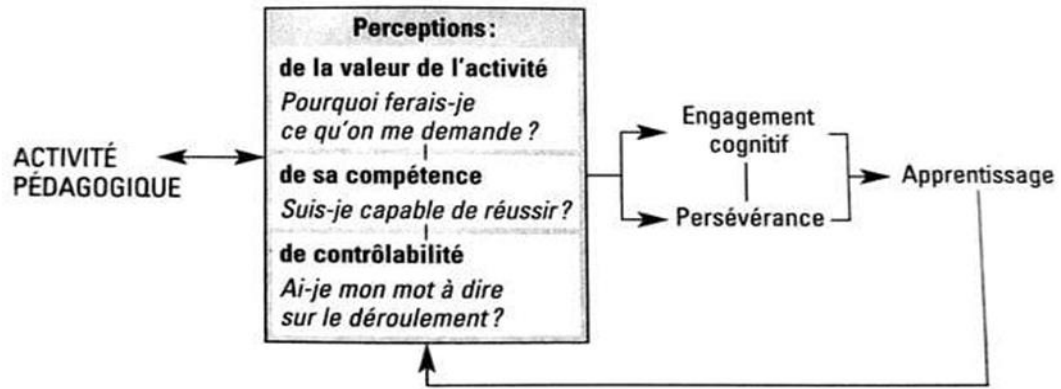 Perceptions :
de la valeur de l'activité
Pourquoi ferais-je
ce qu'on me demande ?
de sa compétence
Suis-je capable de réussir ?
de contrôlabilité
Ai-je mon mot à dire
sur le déroulement ?
ACTIVITÉ
PÉDAGOGIQUE
Engagement
cognitif
Persévérance
Apprentissage